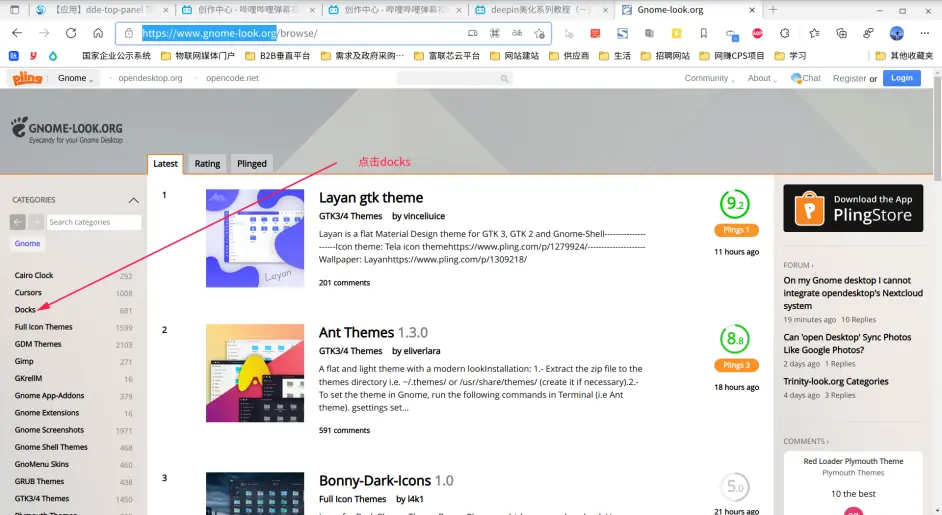 【应用】dde-top-panel 顶
创作中心 - 哔哩哔哩弹幕视
创作中心 - 哔哩哔哩弹幕视
deepin美化系列教程（一）
Gnome-look.org
https://www.gnome-look.org/browse/
国家企业公示系统
物联网媒体门户
B2B垂直平台
需求及政府采购…
富联芯云平台
网站建站
供应商
生活
招聘网站
网赚CPS项目
学习
其他收藏夹
Pling
Gnome
opendesktop.org
opencode.net
Community
About
Chat
Register or
Login
GNOME-LOOK.ORG
Eyecandy for your Gnome Desktop
Latest
Rating
Plinged
点击docks
CATEGORIES
Search categories
Gnome
Cairo Clock 292
Cursors 1008
Docks 681
Full Icon Themes 1599
GDM Themes 2103
Gimp 271
GKrellM 16
Gnome App-Addons 379
Gnome Extensions 16
Gnome Screenshots 1971
Gnome Shell Themes 468
GnoMenu Skins 460
GRUB Themes 438
GTK3/4 Themes 1450
Plymouth Themes
1
Layan gtk theme
GTK3/4 Themes by vinceliuice
Layan is a flat Material Design theme for GTK 3, GTK 2 and Gnome-Shell---------------
------Icon theme: Tela icon themehttps://www.pling.com/p/1279924/---------------------
Wallpaper: Layanhttps://www.pling.com/p/1309218/
201 comments
Layan
9.2
Plings 1
11 hours ago
2
Ant Themes 1.3.0
GTK3/4 Themes by eliverlara
A flat and light theme with a modern lookInstallation: 1.- Extract the zip file to the
themes directory i.e. ~/.themes/ or /usr/share/themes/ (create it if necessary).2.-
To set the theme in Gnome, run the following commands in Terminal (i.e Ant
theme). gsettings set...
591 comments
8.8
Plings 3
18 hours ago
3
Bonny-Dark-Icons 1.0
Full Icon Themes by l4k1
5.0
21 hours ago
Download the App
PlingStore
FORUM ›
On my Gnome desktop I cannot
integrate opendesktop's Nextcloud
system
19 minutes ago 10 Replies
Can 'open Desktop' Sync Photos
Like Google Photos?
2 days ago 1 Replies
Trinity-look.org Categories
4 days ago 3 Replies
COMMENTS ›
Red Loader Plymouth Theme
Plymouth Themes
10 the best